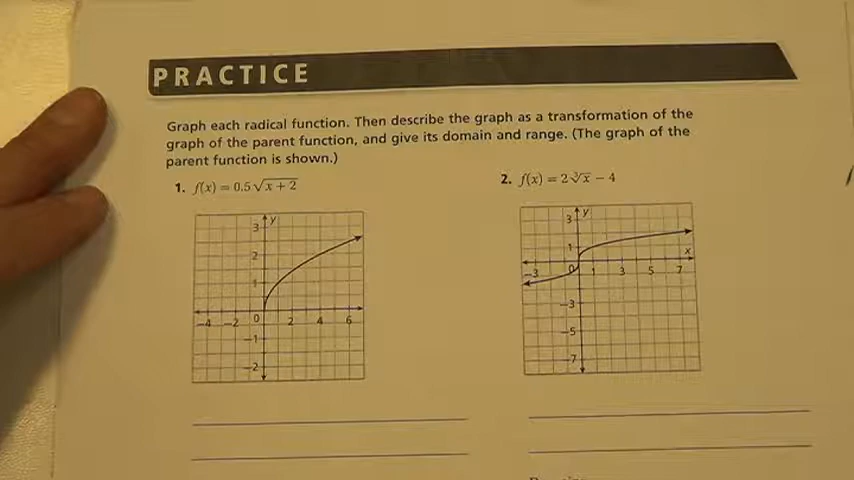 PRACTICE
Graph each radical function. Then describe the graph as a transformation of the
graph of the parent function, and give its domain and range. (The graph of the
parent function is shown.)
1. f(x) = 0.5√(x + 2)
2. f(x) = 2∛x − 4
3 y
2
1
−4 −2 0 2 4 6
−1
−2
3 y
1 x
−3 0 1 3 5 7
−3
−5
−7